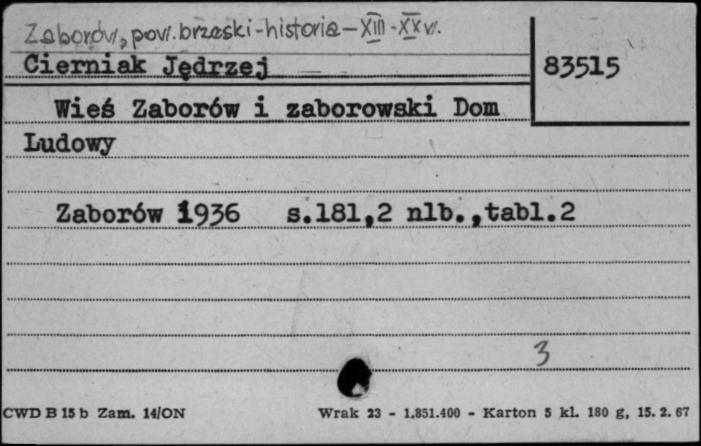 Zaborów, pow. brzeski - historia - XIII - XX w.
Cierniak Jędrzej
83515
Wieś Zaborów i zaborowski Dom
Ludowy
Zaborów 1936 s.181,2 nlb.,tabl.2
3
CWD B 15 b Zam. 14/ON Wrak 23 - 1.851.400 - Karton 5 kl. 180 g, 15. 2. 67